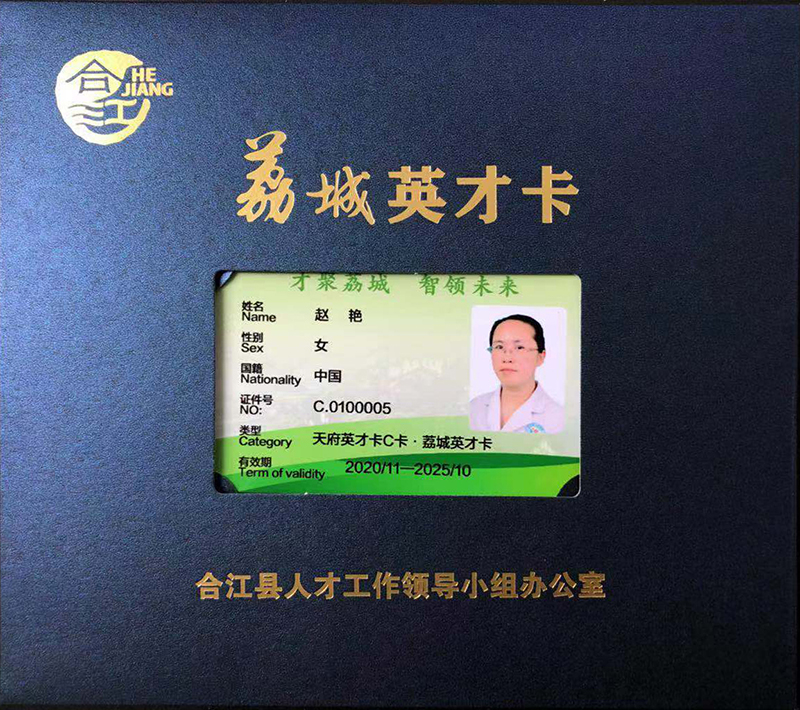 合江
HE
JIANG
荔城英才卡
才聚荔城 智领未来
姓名
Name 赵 艳
性别
Sex 女
国籍
Nationality 中国
证件号
NO: C.0100005
类型
Category 天府英才卡C卡·荔城英才卡
有效期
Term of validity 2020/11—2025/10
合江县人才工作领导小组办公室